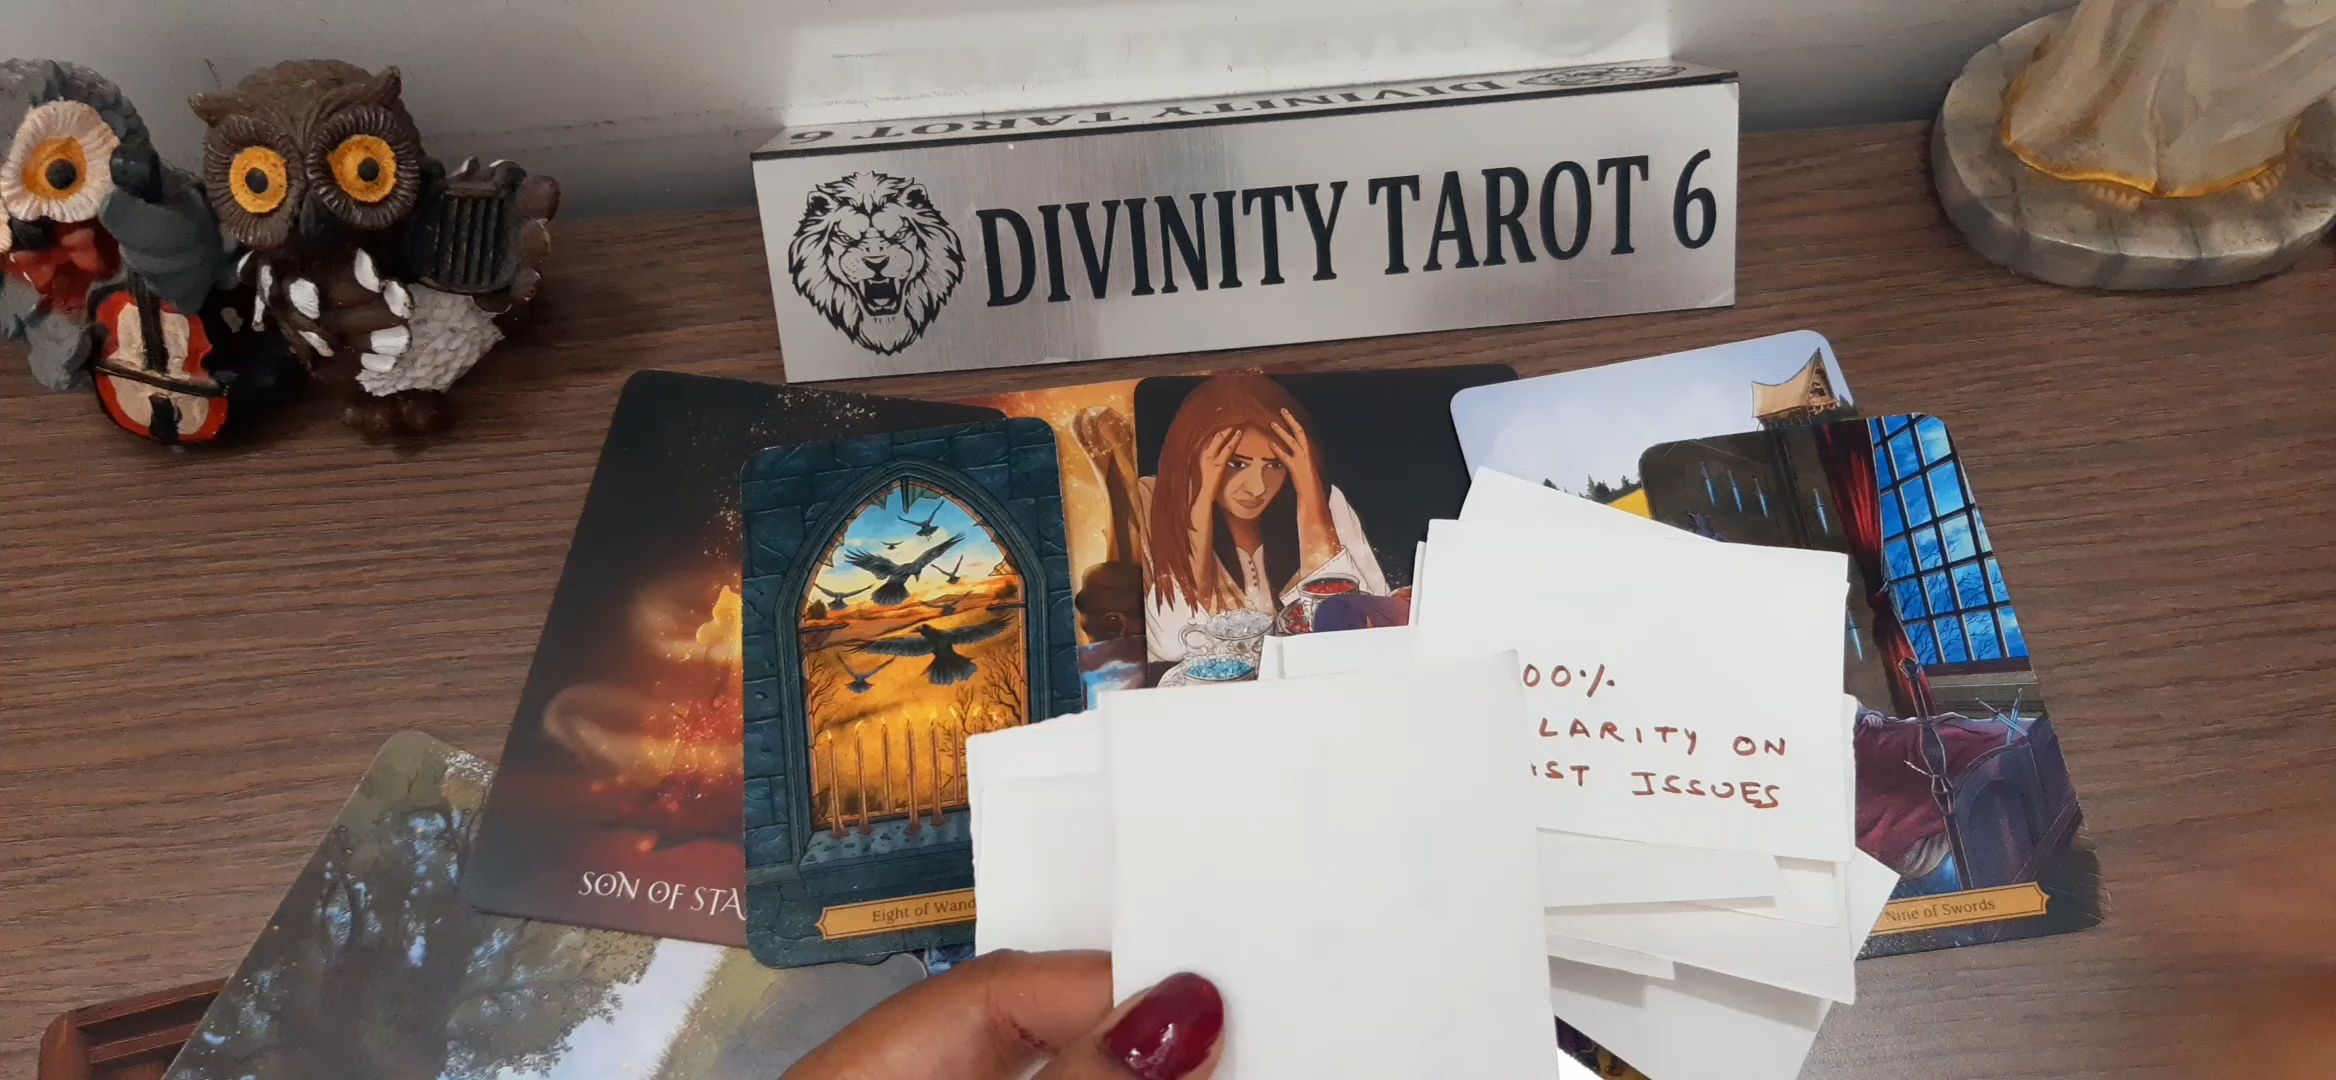 DIVINITY TAROT 6
DIVINITY TAROT 6
SON OF STA
Eight of Wand
00%
LARITY ON
ST ISSUES
Nine of Swords